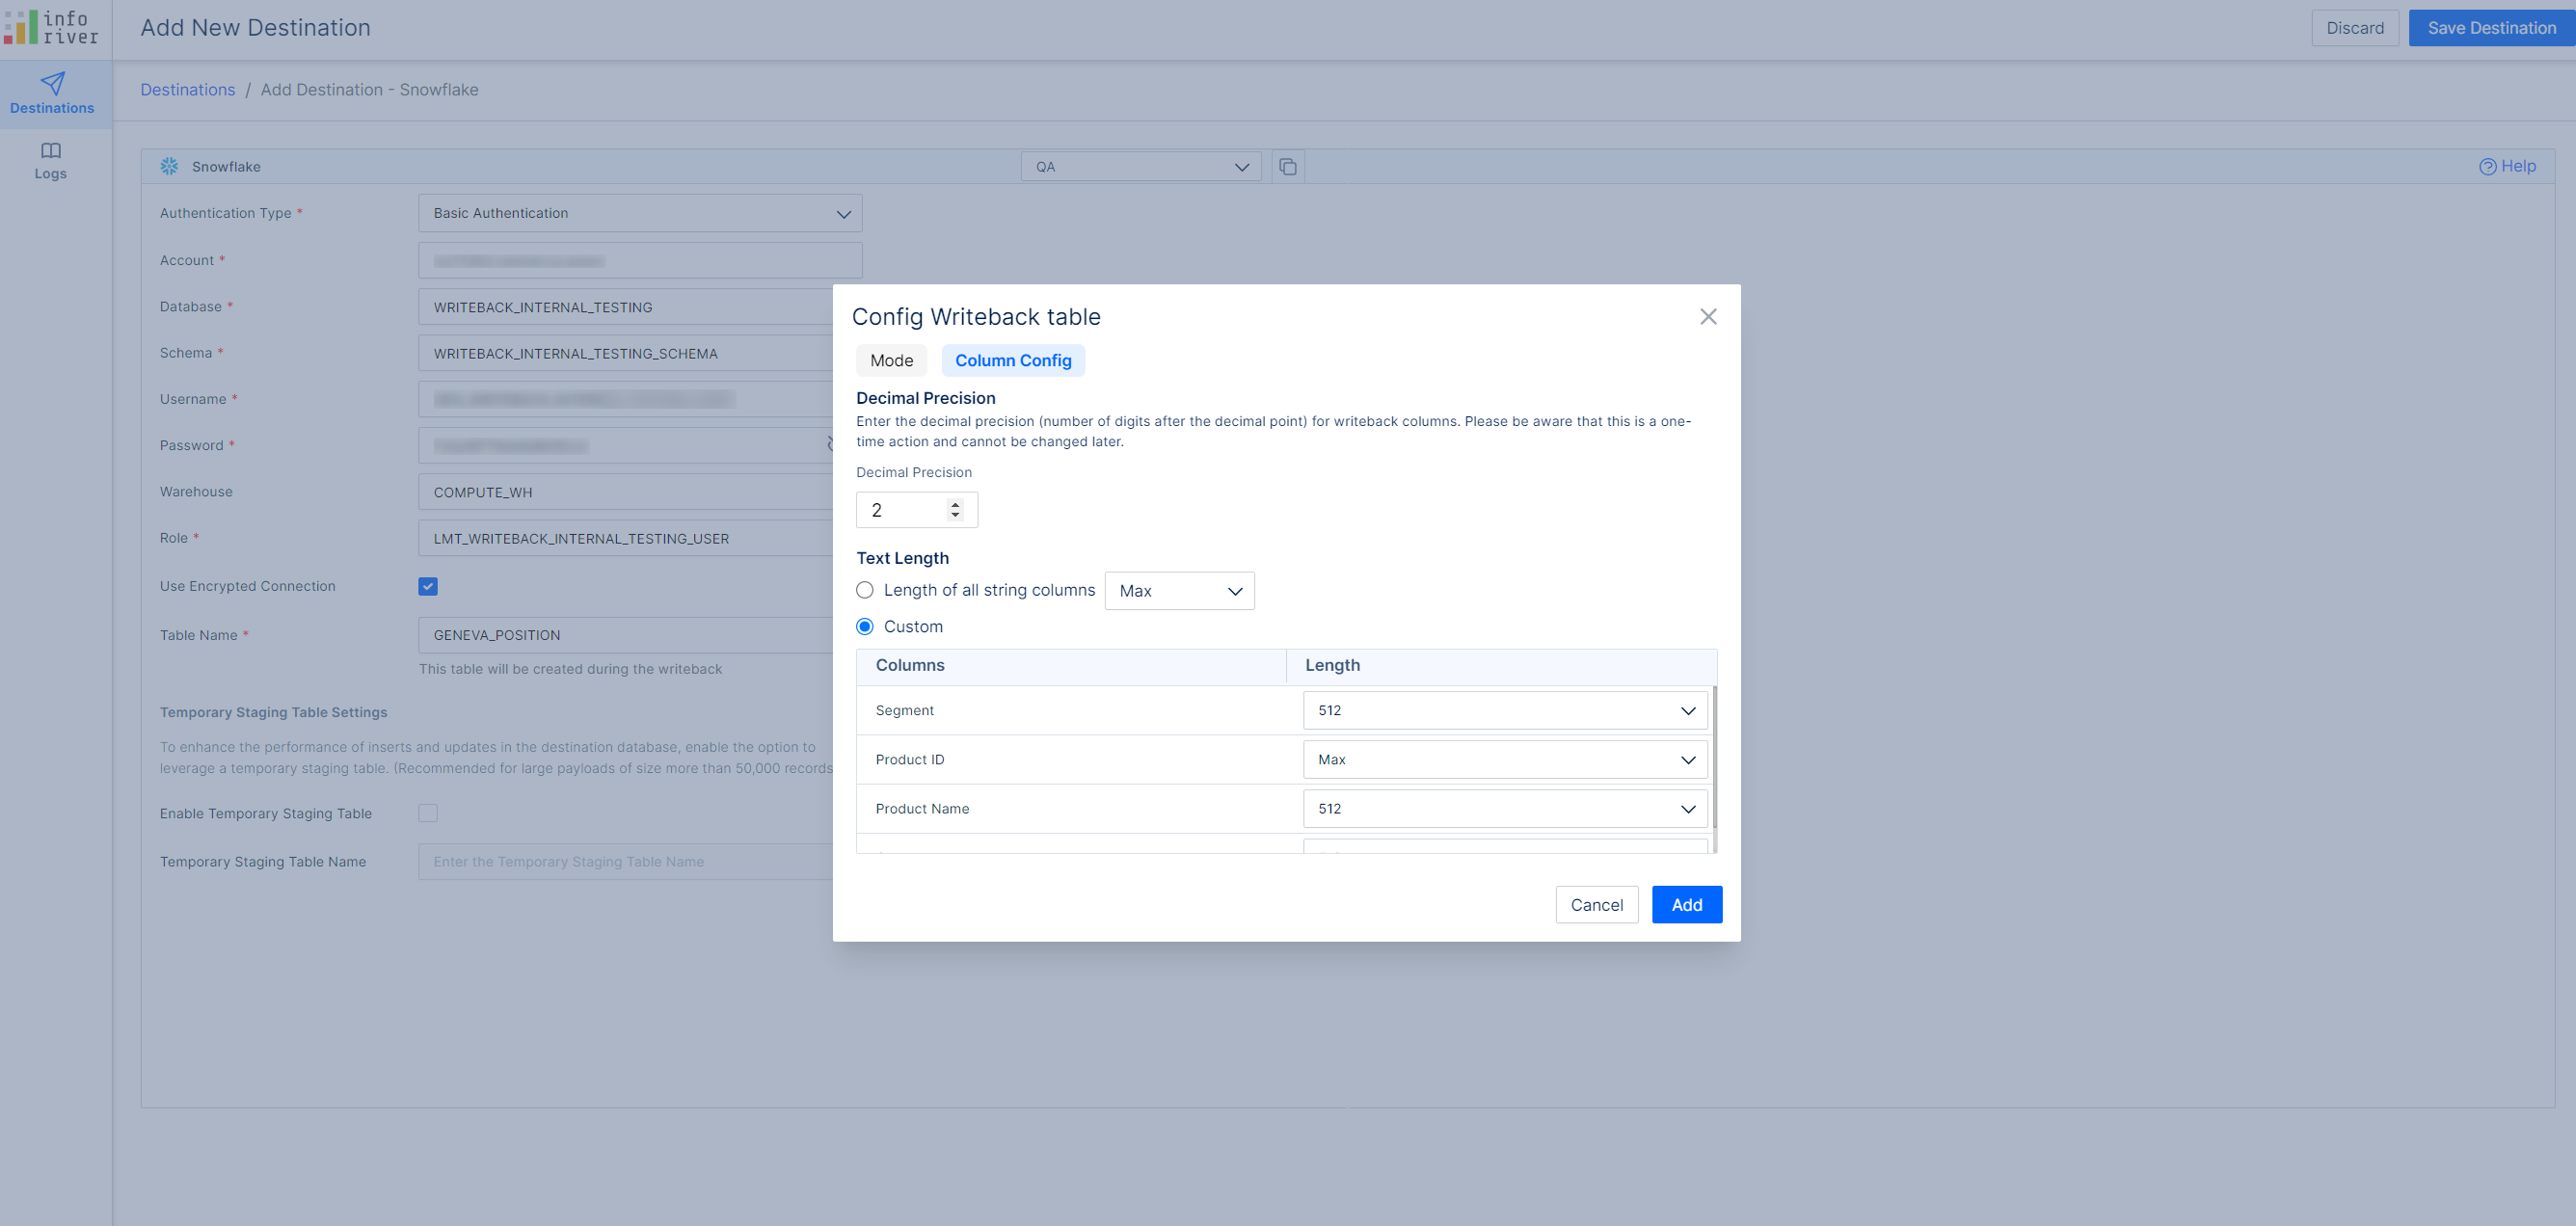 info
river
Add New Destination
Discard
Save Destination
Destinations
Logs
Destinations / Add Destination - Snowflake
Snowflake
QA
Help
Authentication Type *
Basic Authentication
Account *
Database *
WRITEBACK_INTERNAL_TESTING
Schema *
WRITEBACK_INTERNAL_TESTING_SCHEMA
Username *
Password *
Warehouse
COMPUTE_WH
Role *
LMT_WRITEBACK_INTERNAL_TESTING_USER
Use Encrypted Connection
Table Name *
GENEVA_POSITION
This table will be created during the writeback
Temporary Staging Table Settings
To enhance the performance of inserts and updates in the destination database, enable the option to
leverage a temporary staging table. (Recommended for large payloads of size more than 50,000 records
Enable Temporary Staging Table
Temporary Staging Table Name
Enter the Temporary Staging Table Name
Config Writeback table
Mode
Column Config
Decimal Precision
Enter the decimal precision (number of digits after the decimal point) for writeback columns. Please be aware that this is a one-
time action and cannot be changed later.
Decimal Precision
2
Text Length
Length of all string columns
Max
Custom
Columns
Length
Segment
512
Product ID
Max
Product Name
512
Cancel
Add